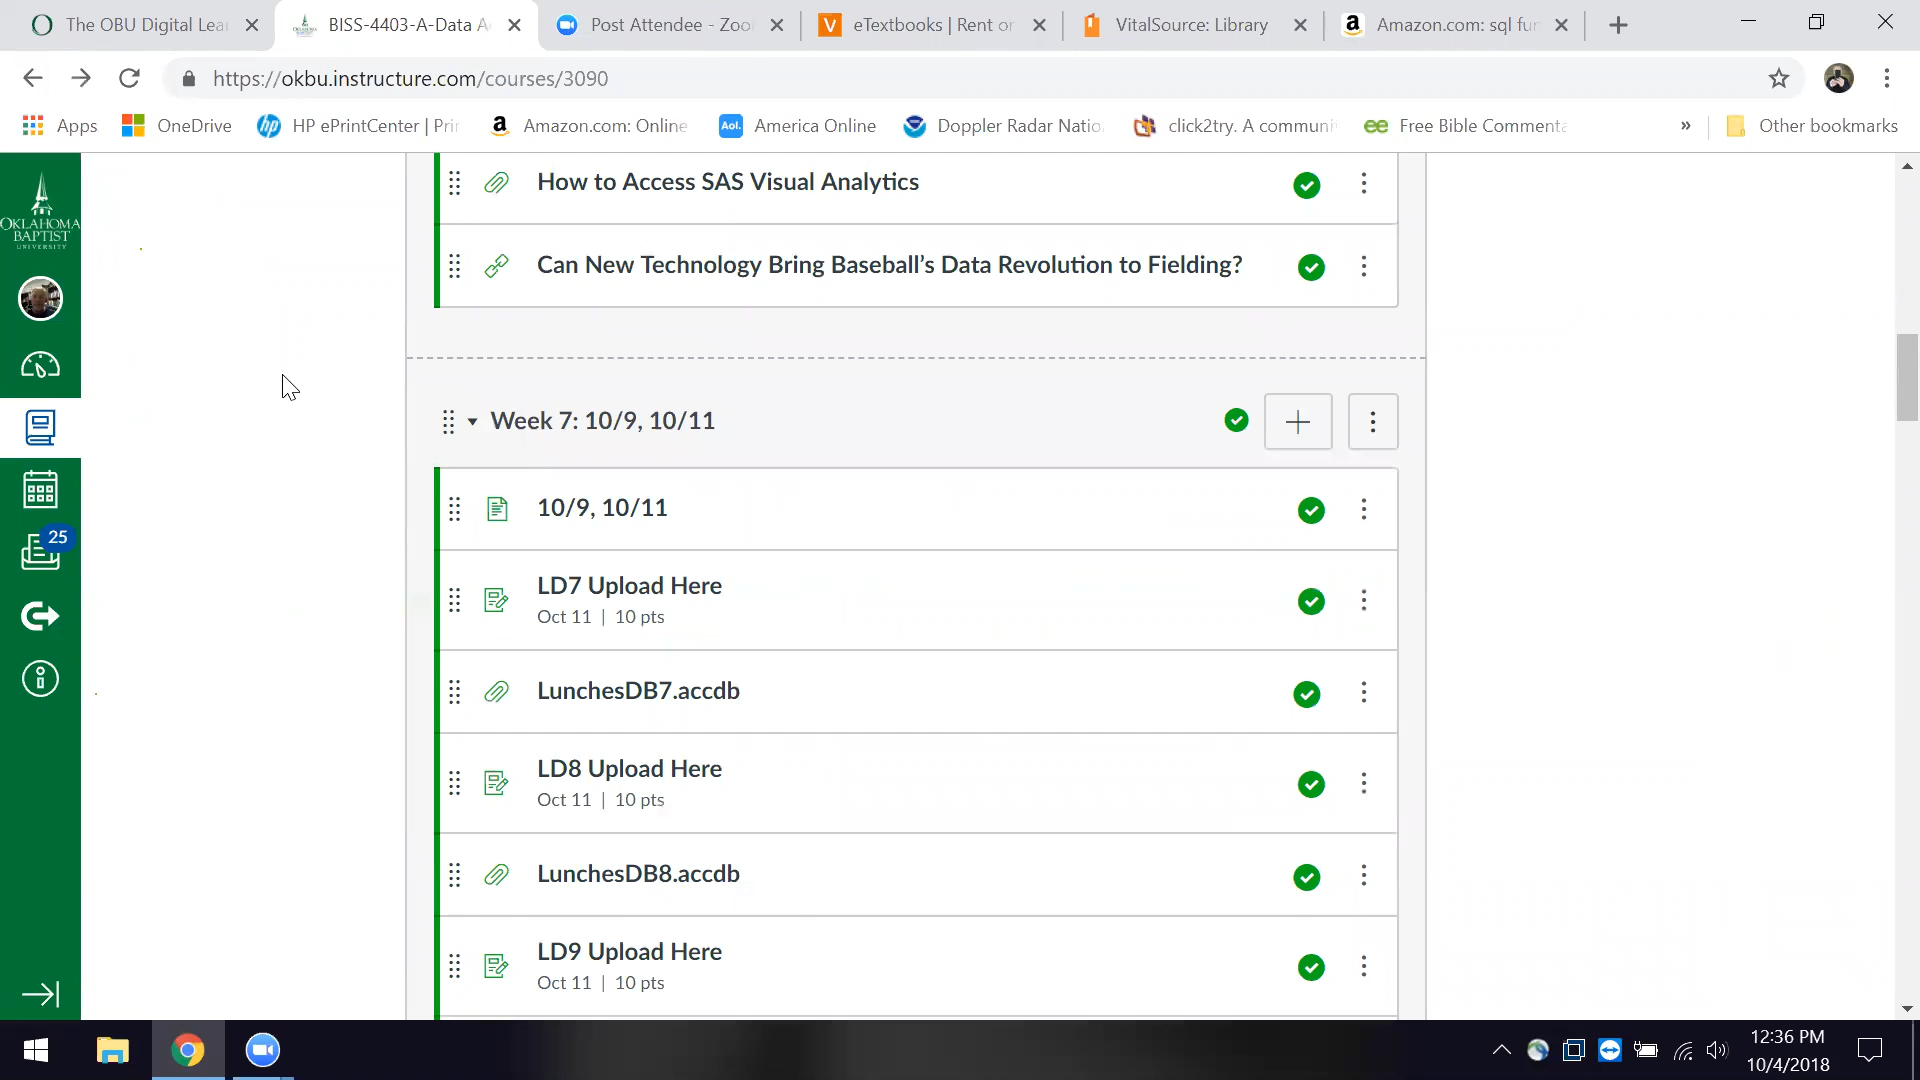 The OBU Digital Lea
BISS-4403-A-Data A
Post Attendee - Zoo
eTextbooks | Rent or
VitalSource: Library
Amazon.com: sql fun
https://okbu.instructure.com/courses/3090
Apps
OneDrive
HP ePrintCenter | Pri
Amazon.com: Online
Aol.
America Online
Doppler Radar Natio
click2try. A communi
Free Bible Commenta
»
Other bookmarks
OKLAHOMA
BAPTIST
UNIVERSITY
How to Access SAS Visual Analytics
Can New Technology Bring Baseball’s Data Revolution to Fielding?
Week 7: 10/9, 10/11
10/9, 10/11
25
LD7 Upload Here
Oct 11 | 10 pts
LunchesDB7.accdb
LD8 Upload Here
Oct 11 | 10 pts
LunchesDB8.accdb
LD9 Upload Here
Oct 11 | 10 pts
12:36 PM
10/4/2018